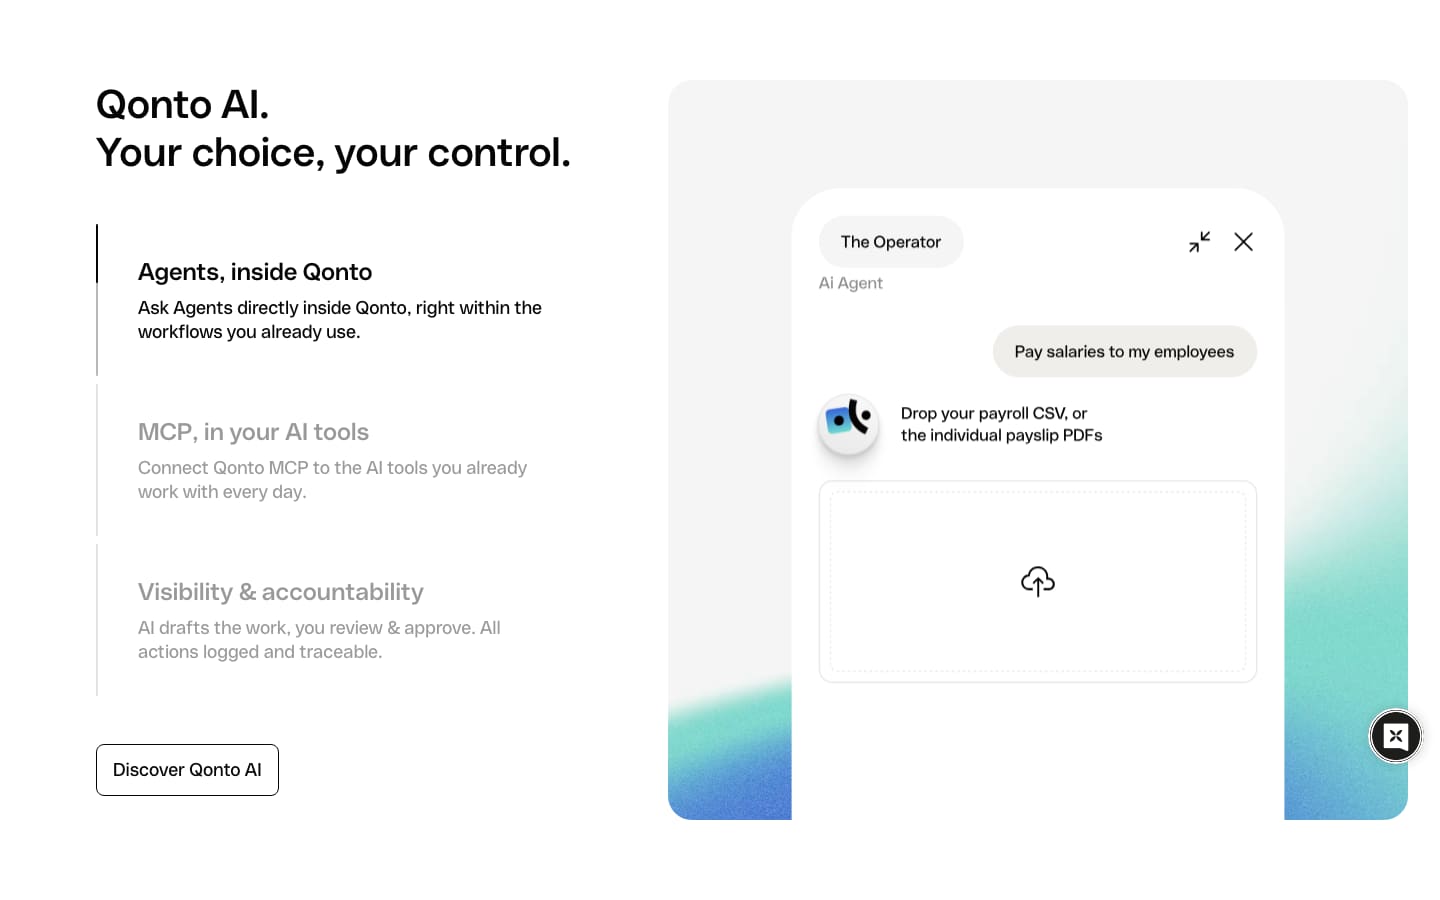 Qonto AI.
Your choice, your control.
Agents, inside Qonto
Ask Agents directly inside Qonto, right within the
workflows you already use.
MCP, in your AI tools
Connect Qonto MCP to the AI tools you already
work with every day.
Visibility & accountability
AI drafts the work, you review & approve. All
actions logged and traceable.
Discover Qonto AI
The Operator
Ai Agent
Pay salaries to my employees
Drop your payroll CSV, or
the individual payslip PDFs